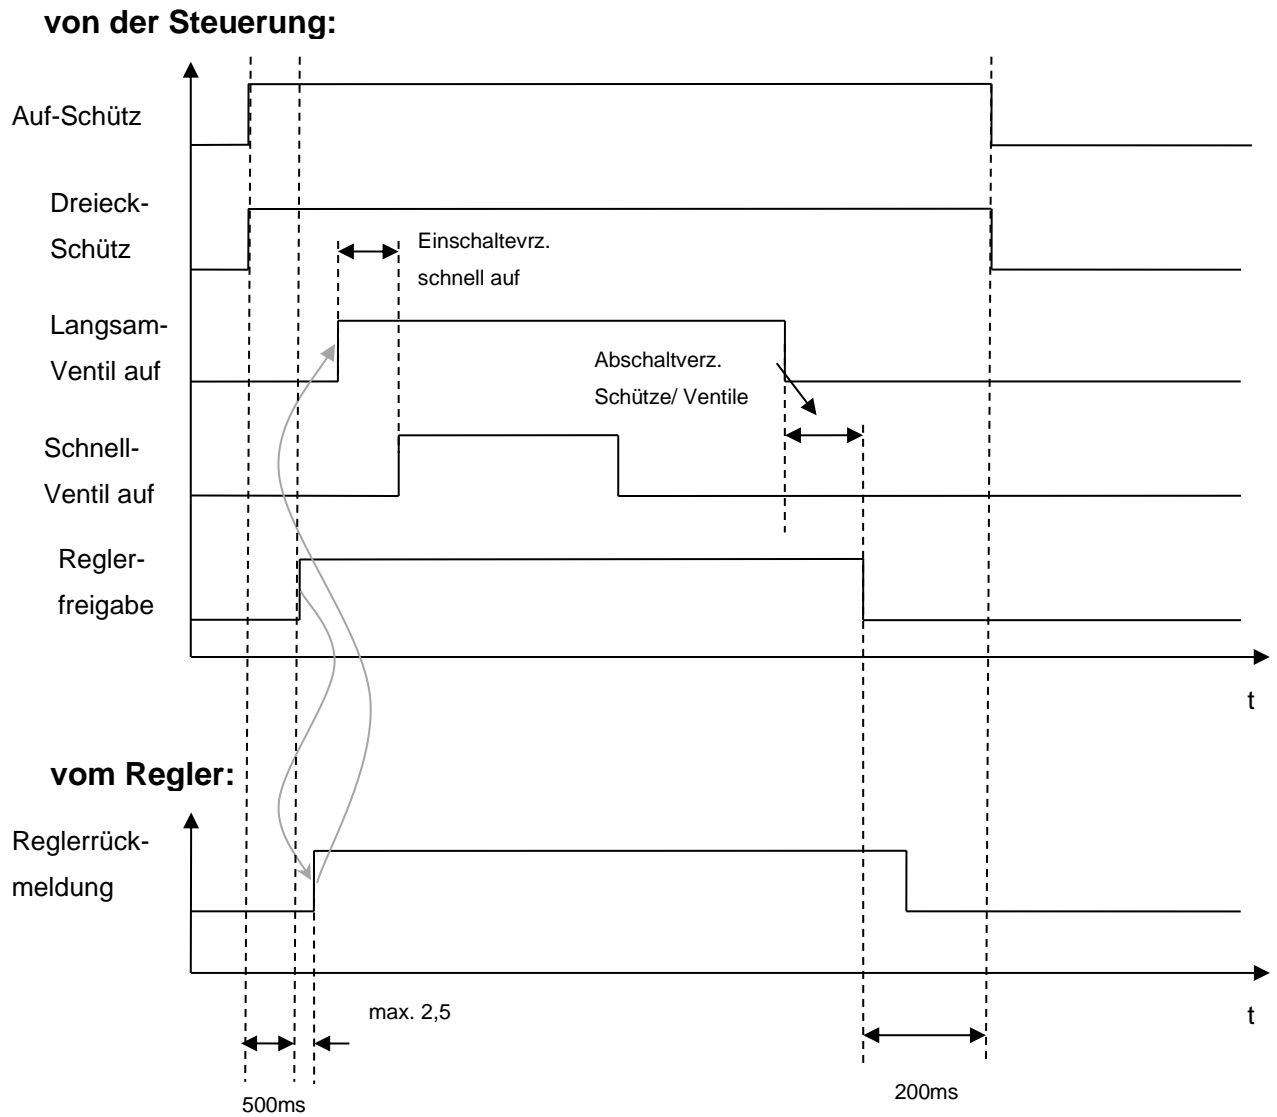 von der Steuerung:
Auf-Schütz
Dreieck-
Schütz
Einschaltevrz.
schnell auf
Langsam-
Ventil auf
Abschaltverz.
Schütze/ Ventile
Schnell-
Ventil auf
Regler-
freigabe
t
vom Regler:
Reglerrück-
meldung
max. 2,5
t
500ms
200ms